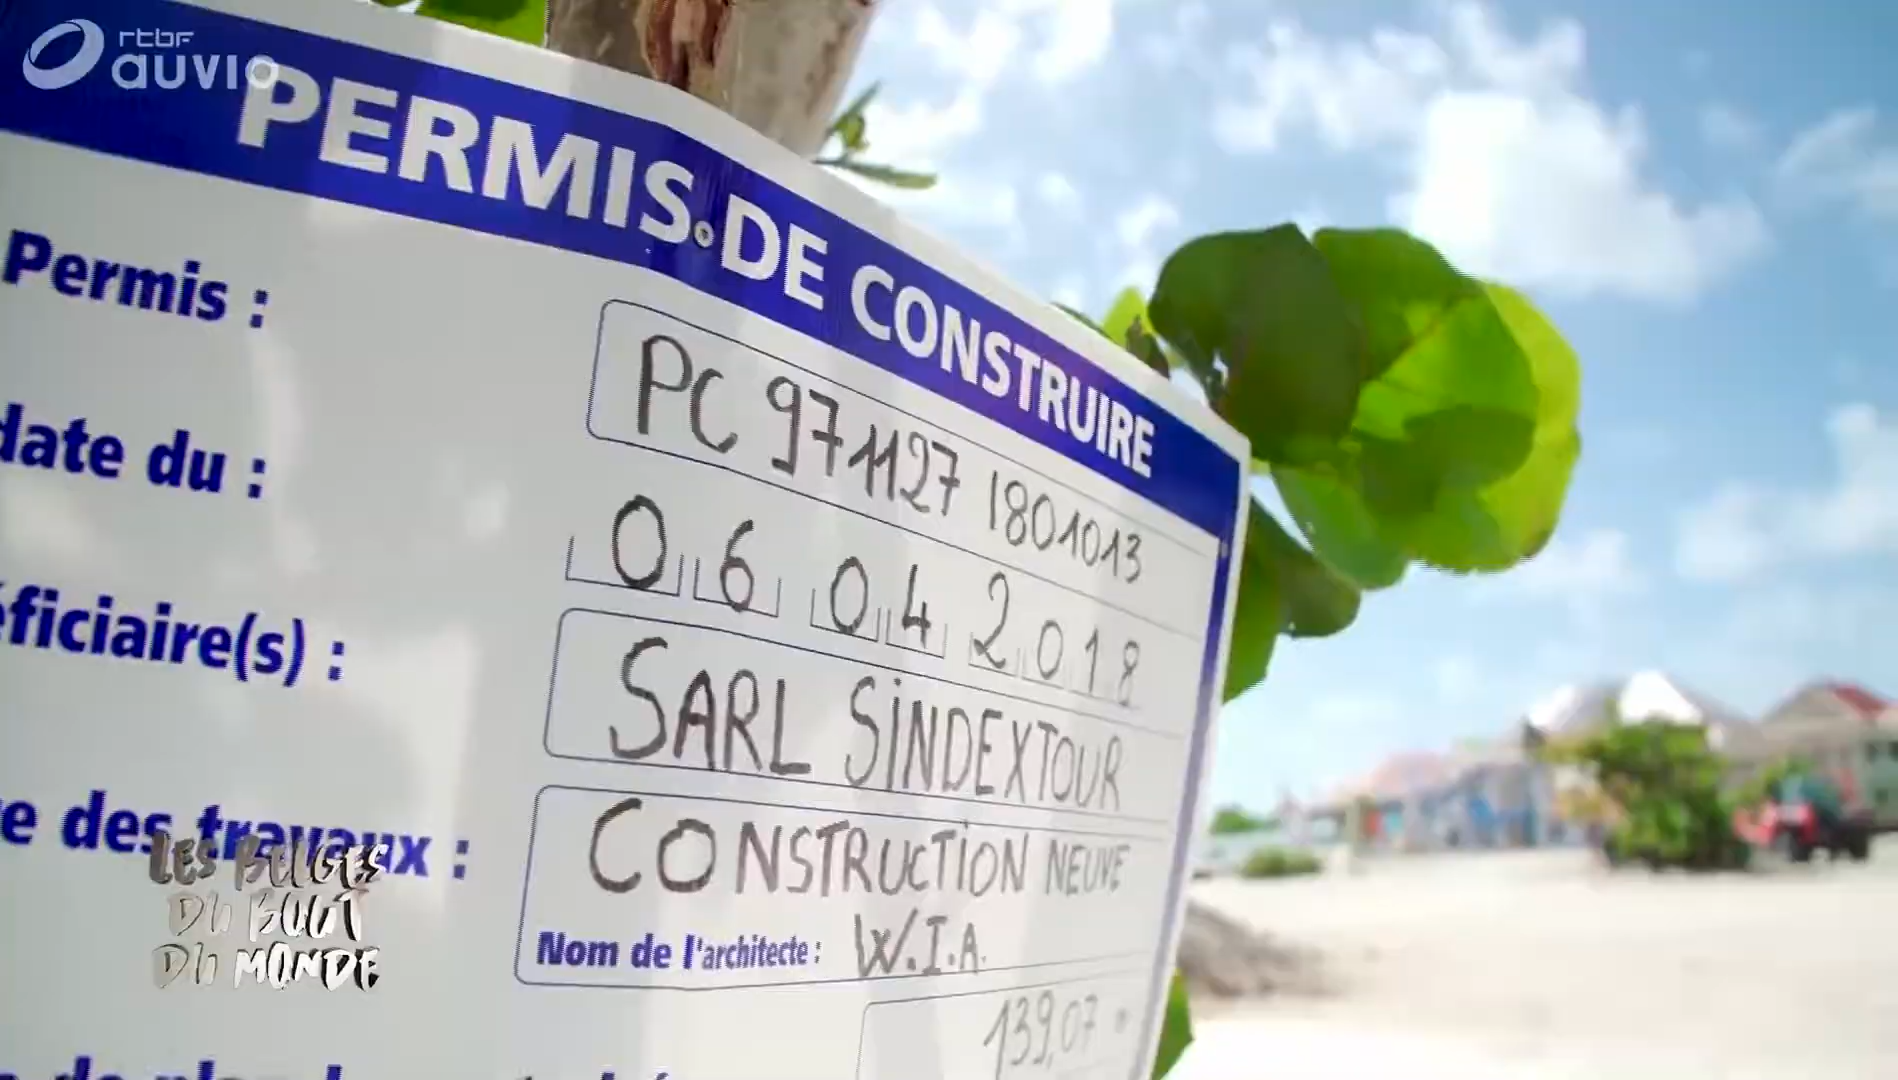 rtbf
auvio
PERMIS DE CONSTRUIRE
Permis : PC 971127 1801013
date du : 06 04 2018
éficiaire(s) : SARL SINDEXTOUR
e des travaux : CONSTRUCTION NEUVE
Nom de l'architecte : W.I.A.
139,07
LES BELGES
DU BOUT
DU MONDE